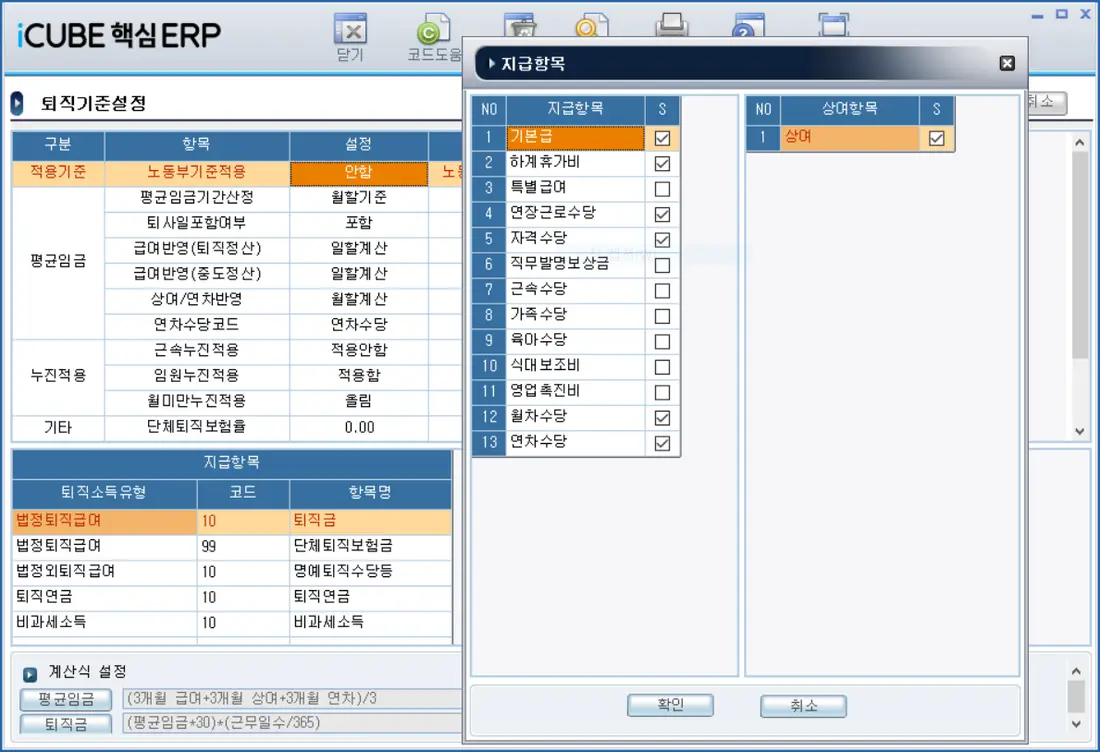 iCUBE 핵심ERP
닫기
코드도움
취소
퇴직기준설정
구분 항목 설정
적용기준 노동부기준적용 안함
평균임금
평균임금기간산정 월할기준
퇴사일포함여부 포함
급여반영(퇴직정산) 일할계산
급여반영(중도정산) 일할계산
상여/연차반영 월할계산
연차수당코드 연차수당
누진적용
근속누진적용 적용안함
임원누진적용 적용함
월미만누진적용 올림
기타 단체퇴직보험율 0.00
지급항목
퇴직소득유형 코드 항목명
법정퇴직급여 10 퇴직금
법정퇴직급여 99 단체퇴직보험금
법정외퇴직급여 10 명예퇴직수당등
퇴직연금 10 퇴직연금
비과세소득 10 비과세소득
계산식 설정
평균임금 (3개월 급여+3개월 상여+3개월 연차)/3
퇴직금 (평균임금*30)*(근무일수/365)
지급항목
NO 지급항목 S
1 기본급
2 하계휴가비
3 특별급여
4 연장근로수당
5 자격수당
6 직무발명보상금
7 근속수당
8 가족수당
9 육아수당
10 식대보조비
11 영업촉진비
12 월차수당
13 연차수당
NO 상여항목 S
1 상여
확인 취소